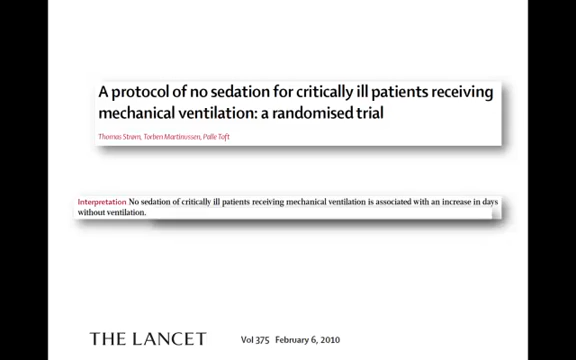 A protocol of no sedation for critically ill patients receiving
mechanical ventilation: a randomised trial
Thomas Strøm, Torben Martinussen, Palle Toft
Interpretation No sedation of critically ill patients receiving mechanical ventilation is associated with an increase in days
without ventilation.
THE LANCET Vol 375 February 6, 2010